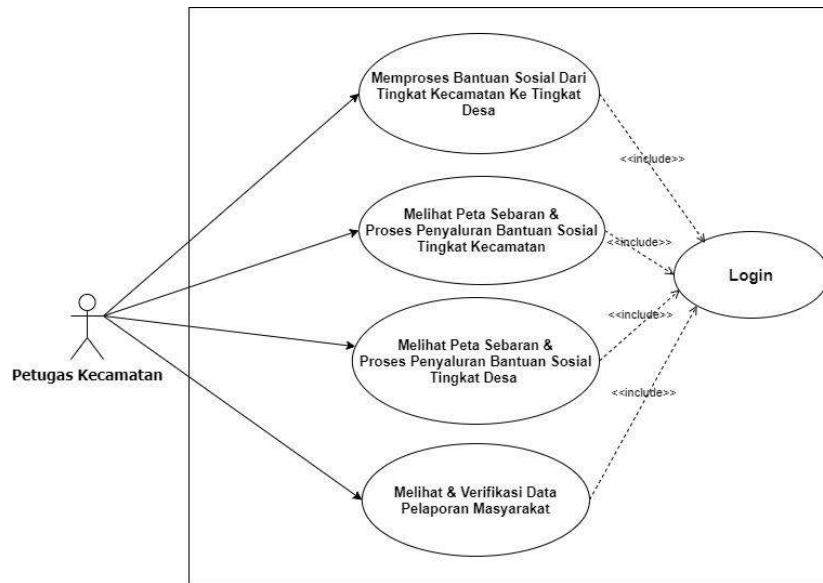 Memproses Bantuan Sosial Dari
Tingkat Kecamatan Ke Tingkat
Desa
<<include>>
Melihat Peta Sebaran &
Proses Penyaluran Bantuan Sosial
Tingkat Kecamatan
<<include>>
Login
<<include>>
Melihat Peta Sebaran &
Proses Penyaluran Bantuan Sosial
Tingkat Desa
Petugas Kecamatan
<<include>>
Melihat & Verifikasi Data
Pelaporan Masyarakat